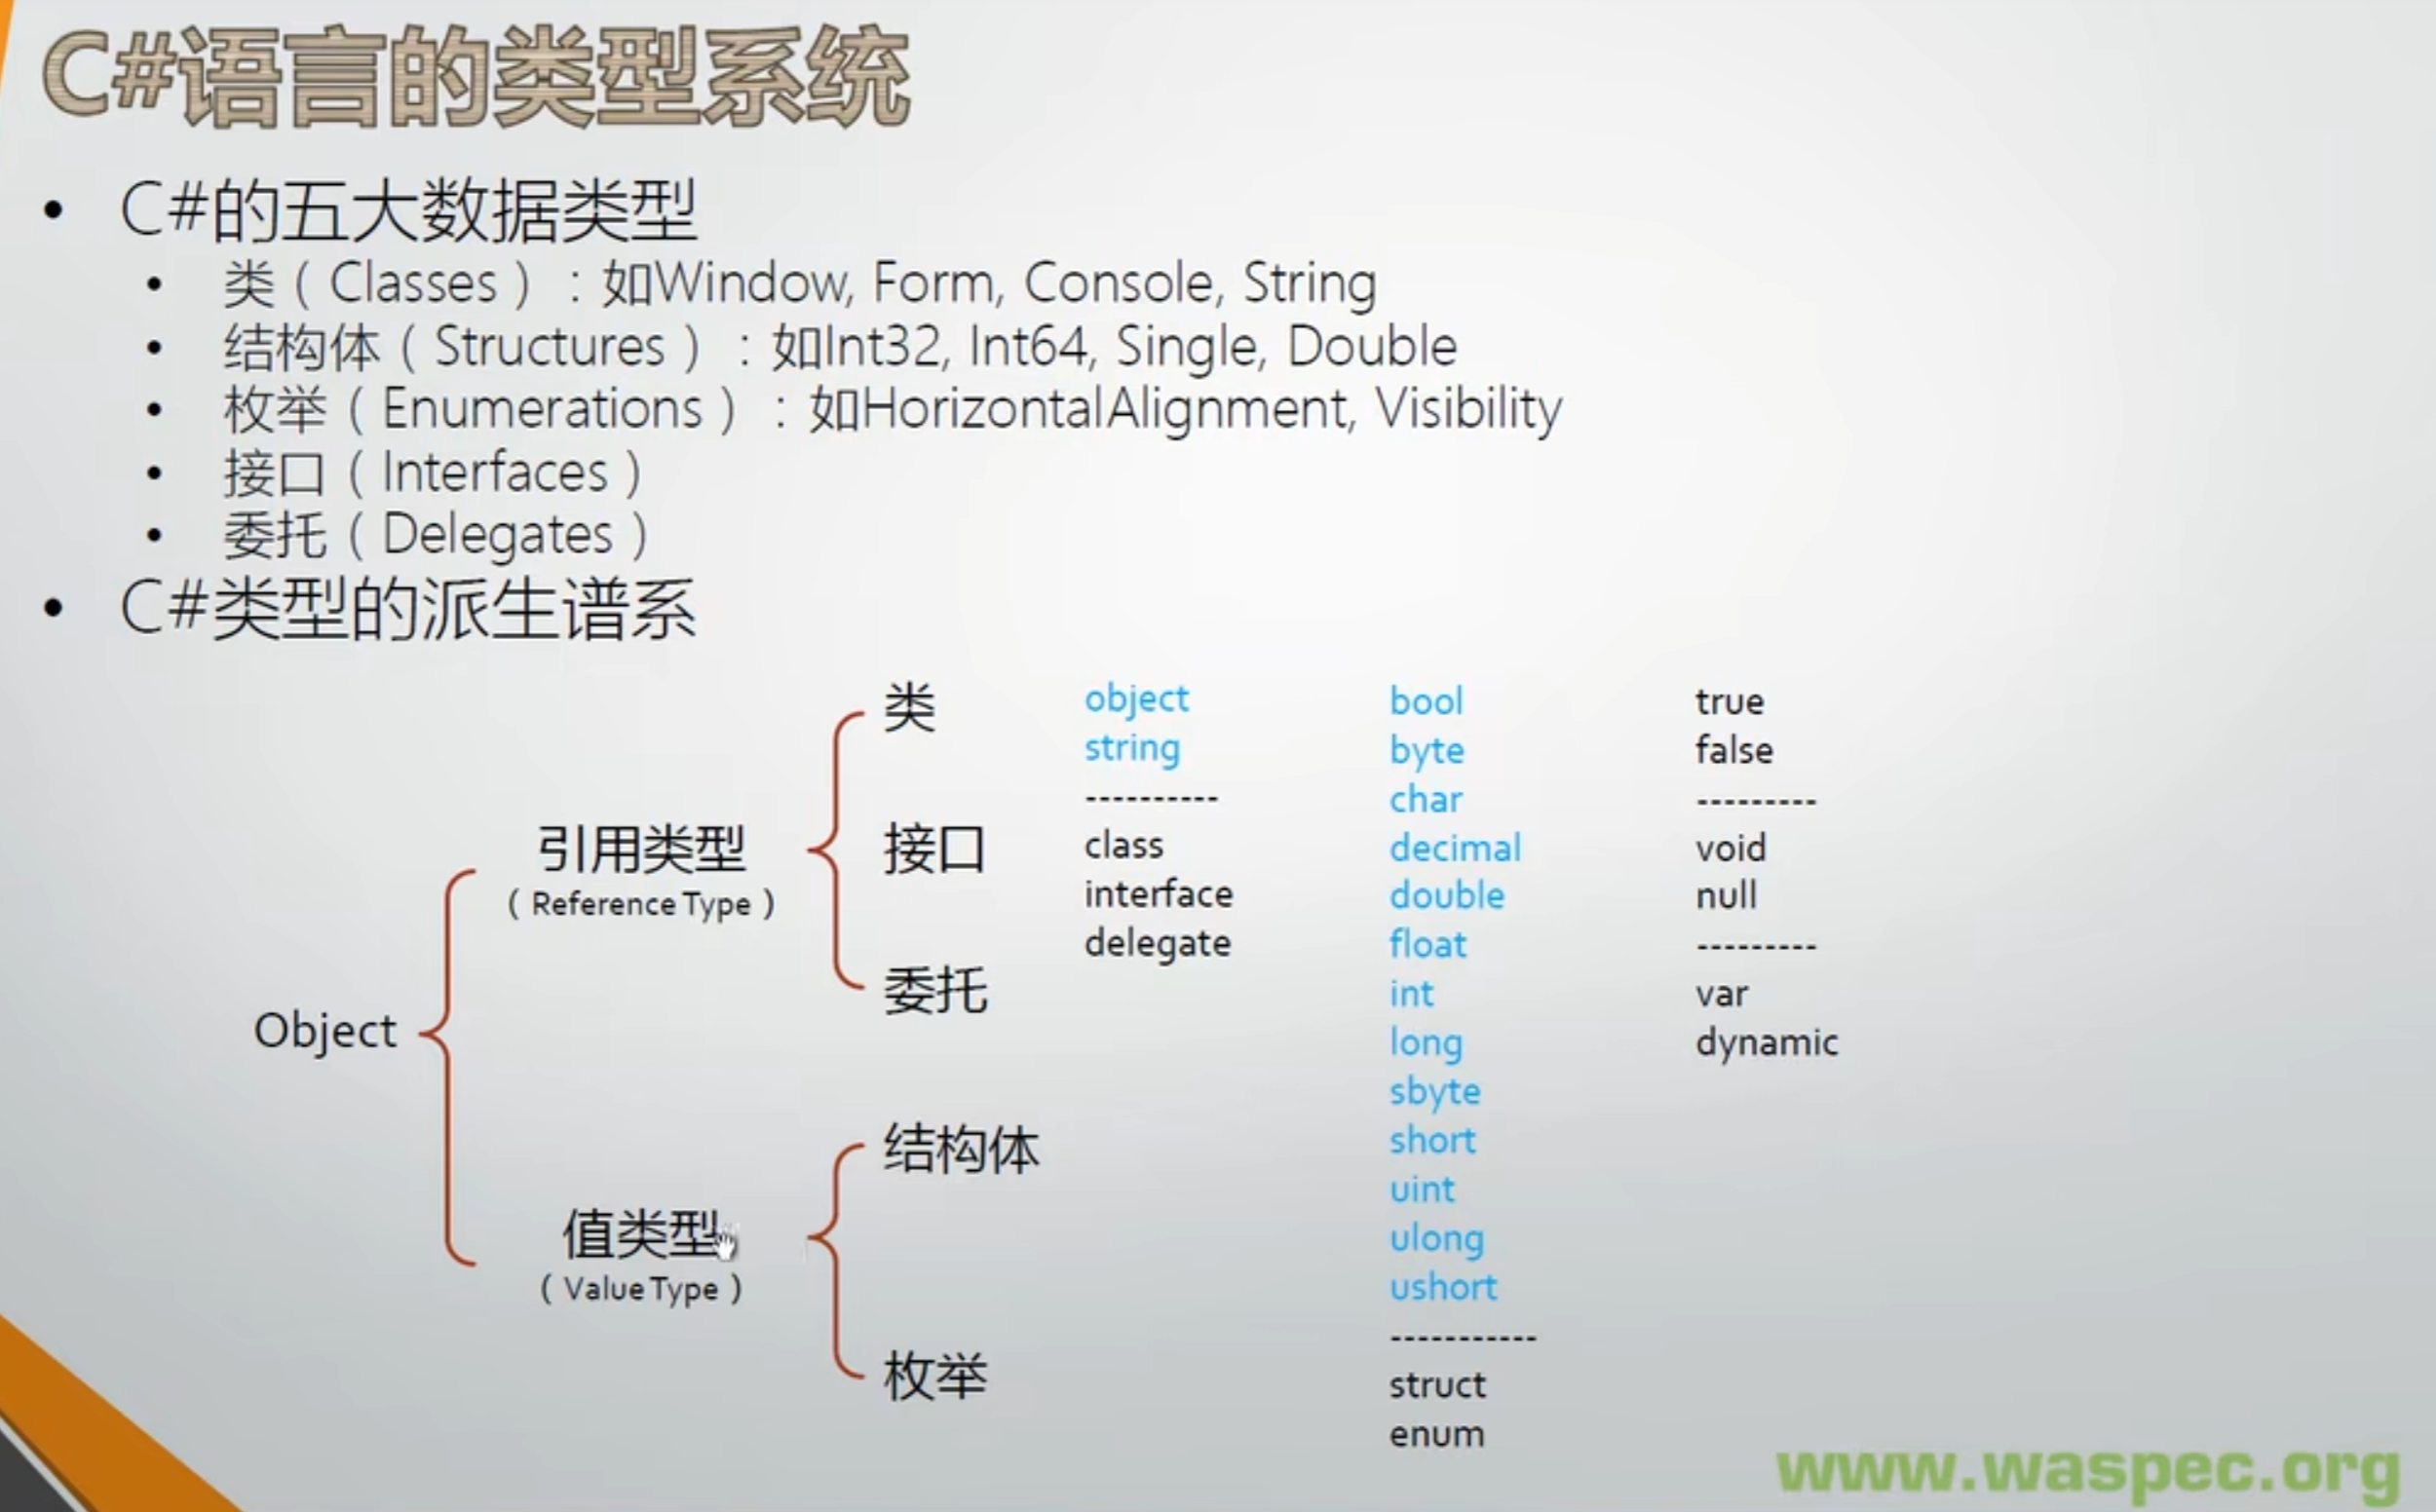 C#语言的类型系统
• C#的五大数据类型
• 类（Classes）：如Window, Form, Console, String
• 结构体（Structures）：如Int32, Int64, Single, Double
• 枚举（Enumerations）：如HorizontalAlignment, Visibility
• 接口（Interfaces）
• 委托（Delegates）
• C#类型的派生谱系
Object
引用类型
（Reference Type）
类
接口
委托
值类型
（Value Type）
结构体
枚举
object
string
----------
class
interface
delegate
bool
byte
char
decimal
double
float
int
long
sbyte
short
uint
ulong
ushort
-----------
struct
enum
true
false
---------
void
null
---------
var
dynamic
www.waspec.org